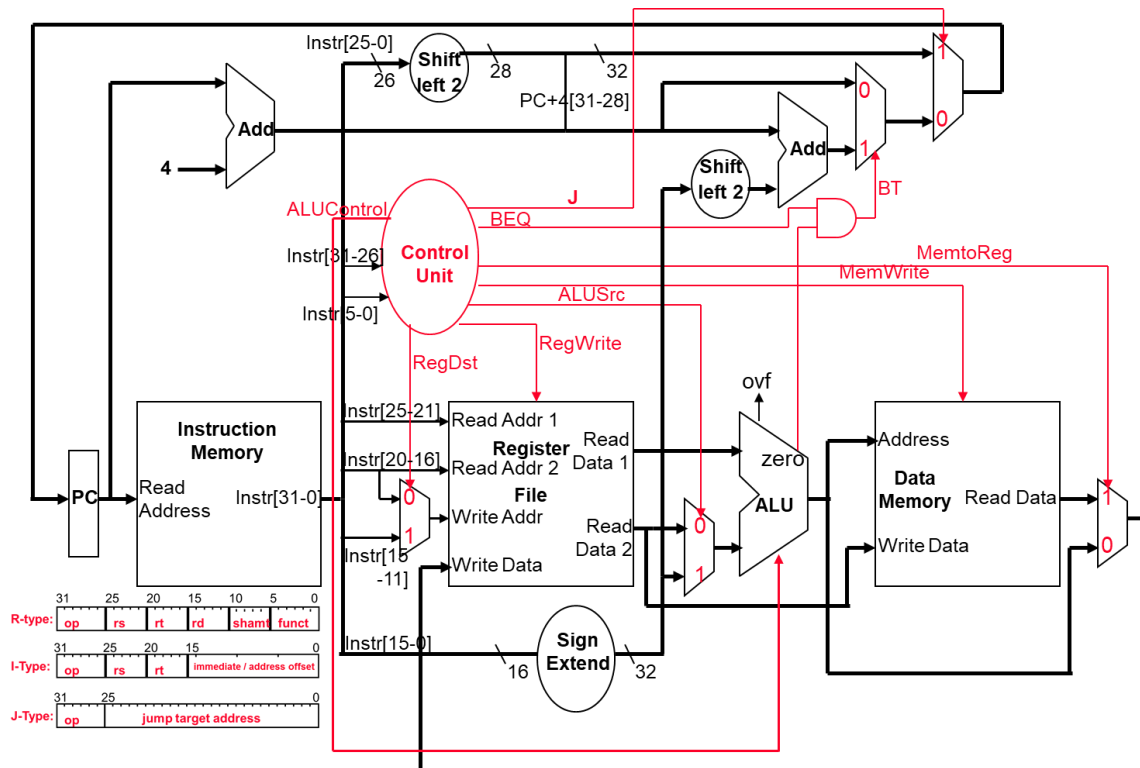 Instr[25-0]
Shift
left 2
26
28
32
PC+4[31-28]
1
0
Add
4
0
1
Add
Shift
left 2
BT
ALUControl
J
BEQ
Instr[31-26]
Control
Unit
MemtoReg
MemWrite
ALUSrc
Instr[5-0]
RegWrite
RegDst
ovf
Instruction
Memory
PC
Read
Address
Instr[31-0]
Instr[25-21]
Read Addr 1
Register
File
Read
Data 1
Instr[20-16]
Read Addr 2
0
1
Write Addr
Read
Data 2
Instr[15
-11]
Write Data
0
1
zero
ALU
Address
Data
Memory
Read Data
Write Data
1
0
Instr[15-0]
16
Sign
Extend
32
31 25 20 15 10 5 0
R-type: op rs rt rd shamt funct
31 25 20 15 0
I-Type: op rs rt immediate / address offset
31 25 0
J-Type: op jump target address